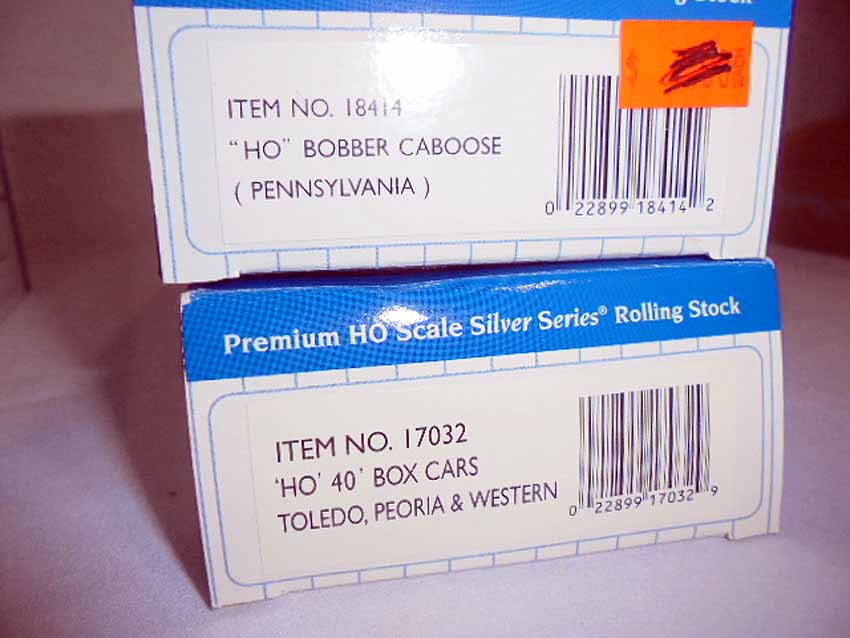 Stock
ITEM NO. 18414
"HO" BOBBER CABOOSE
( PENNSYLVANIA )
$
0 22899 18414 2
Premium HO Scale Silver Series® Rolling Stock
ITEM NO. 17032
'HO' 40' BOX CARS
TOLEDO, PEORIA & WESTERN
0 22899 17032 9